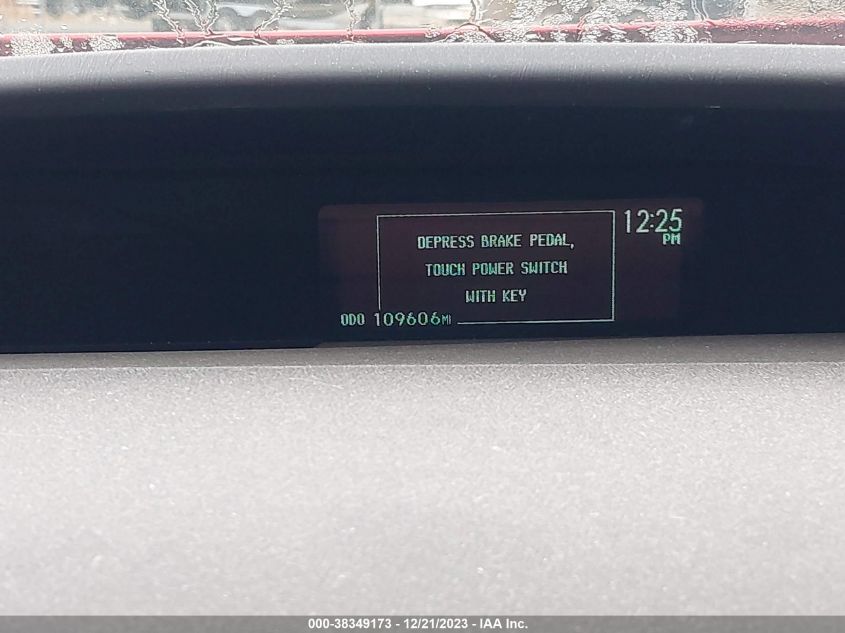 12:25
PM
DEPRESS BRAKE PEDAL,
TOUCH POWER SWITCH
WITH KEY
ODO 109606MI
000-38349173 - 12/21/2023 - IAA Inc.